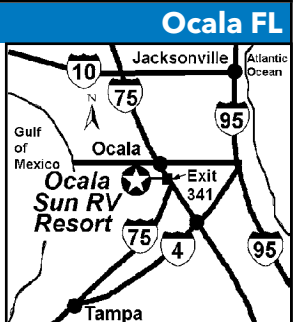 Ocala FL
Jacksonville
Atlantic
Ocean
10
N
75
95
Gulf
of
Mexico
Ocala
Ocala
Sun RV
Resort
Exit
341
75
4
95
Tampa